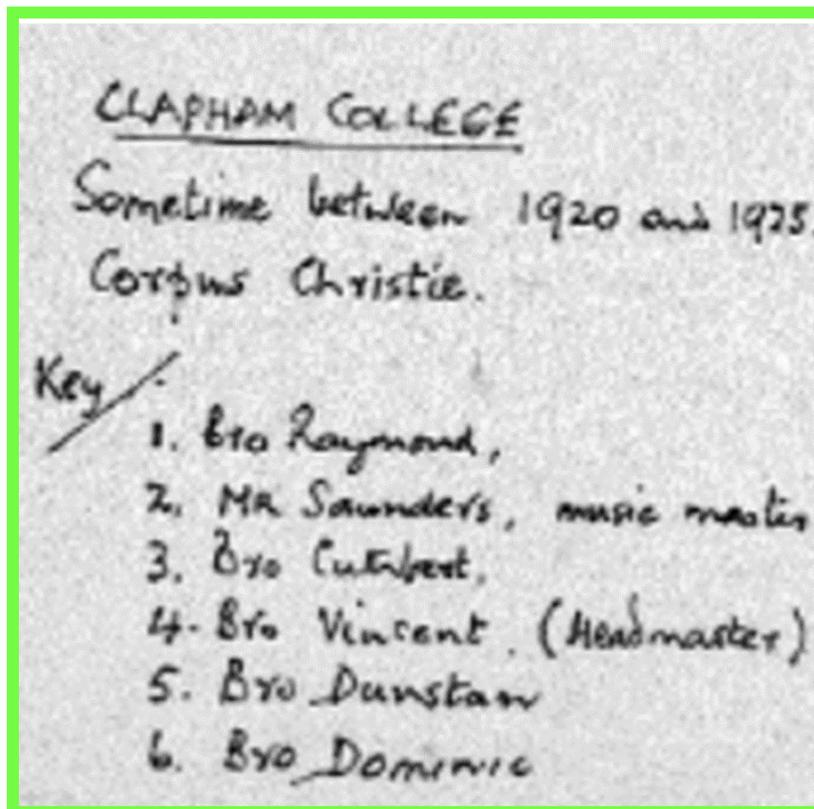 CLAPHAM COLLEGE
Sometime between 1920 and 1925.
Corpus Christie.
Key
1. Bro Raymond,
2. MR Saunders, music master
3. Bro Cuthbert,
4. Bro Vincent. (Headmaster)
5. Bro Dunstan
6. Bro Dominic